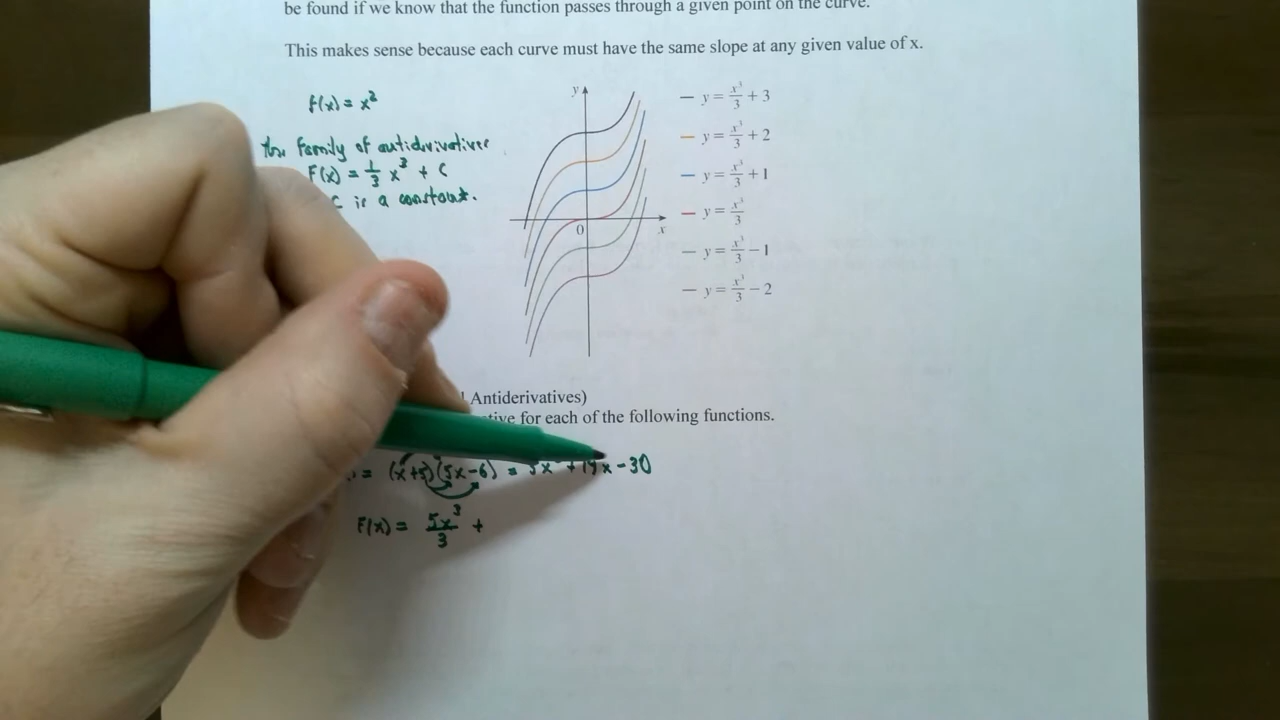 be found if we know that the function passes through a given point on the curve.
This makes sense because each curve must have the same slope at any given value of x.
f(x) = x²
the family of antiderivatives
F(x) = 1/3 x³ + C
C is a constant.
y
0
x
y = x³/3 + 3
y = x³/3 + 2
y = x³/3 + 1
y = x³/3
y = x³/3 − 1
y = x³/3 − 2
Antiderivatives)
for each of the following functions.
= (x+5)(5x−6) = 5x + 19x − 30
F(x) = 5x³/3 +